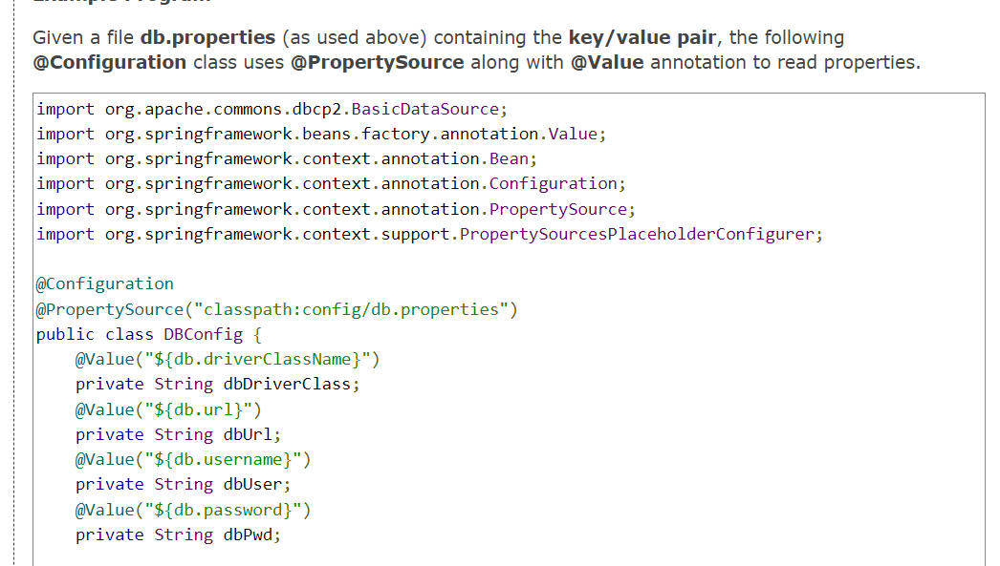 Example Program
Given a file db.properties (as used above) containing the key/value pair, the following
@Configuration class uses @PropertySource along with @Value annotation to read properties.
import org.apache.commons.dbcp2.BasicDataSource;
import org.springframework.beans.factory.annotation.Value;
import org.springframework.context.annotation.Bean;
import org.springframework.context.annotation.Configuration;
import org.springframework.context.annotation.PropertySource;
import org.springframework.context.support.PropertySourcesPlaceholderConfigurer;
@Configuration
@PropertySource("classpath:config/db.properties")
public class DBConfig {
@Value("${db.driverClassName}")
private String dbDriverClass;
@Value("${db.url}")
private String dbUrl;
@Value("${db.username}")
private String dbUser;
@Value("${db.password}")
private String dbPwd;